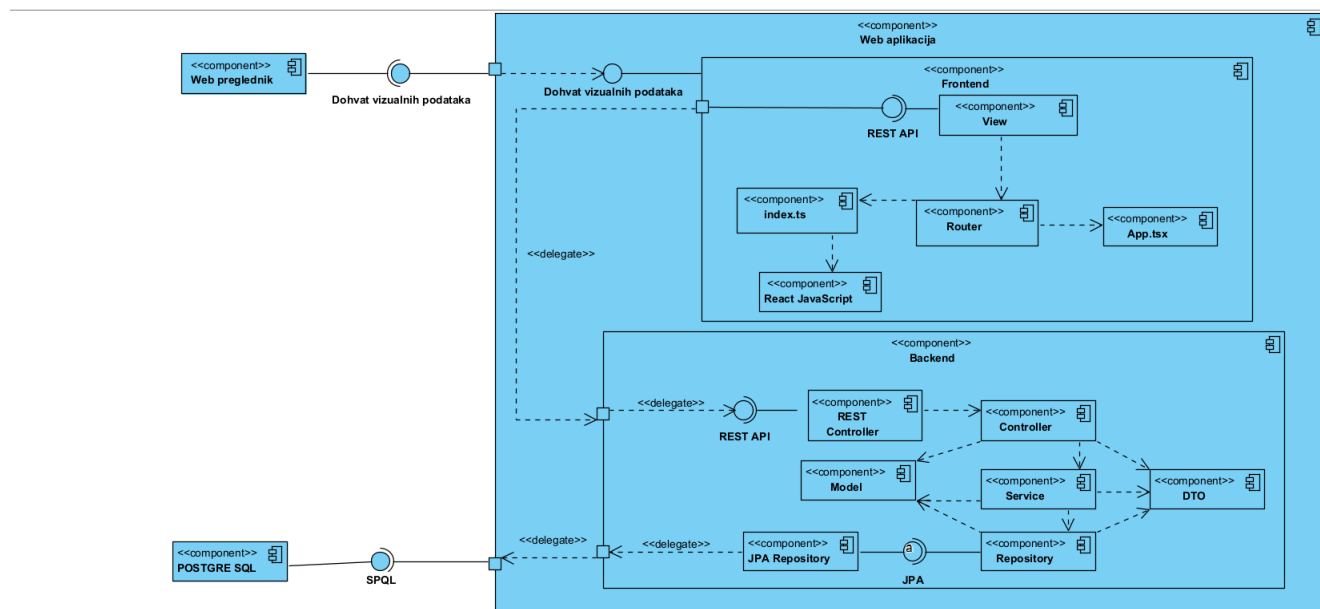 <<component>>
Web aplikacija
<<component>>
Web preglednik
Dohvat vizualnih podataka
Dohvat vizualnih podataka
<<component>>
Frontend
REST API
<<component>>
View
<<component>>
index.ts
<<component>>
Router
<<component>>
App.tsx
<<delegate>>
<<component>>
React JavaScript
<<component>>
Backend
<<delegate>>
REST API
<<component>>
REST
Controller
<<component>>
Controller
<<component>>
Model
<<component>>
Service
<<component>>
DTO
<<component>>
POSTGRE SQL
SPQL
<<delegate>>
<<delegate>>
<<component>>
JPA Repository
a
JPA
<<component>>
Repository